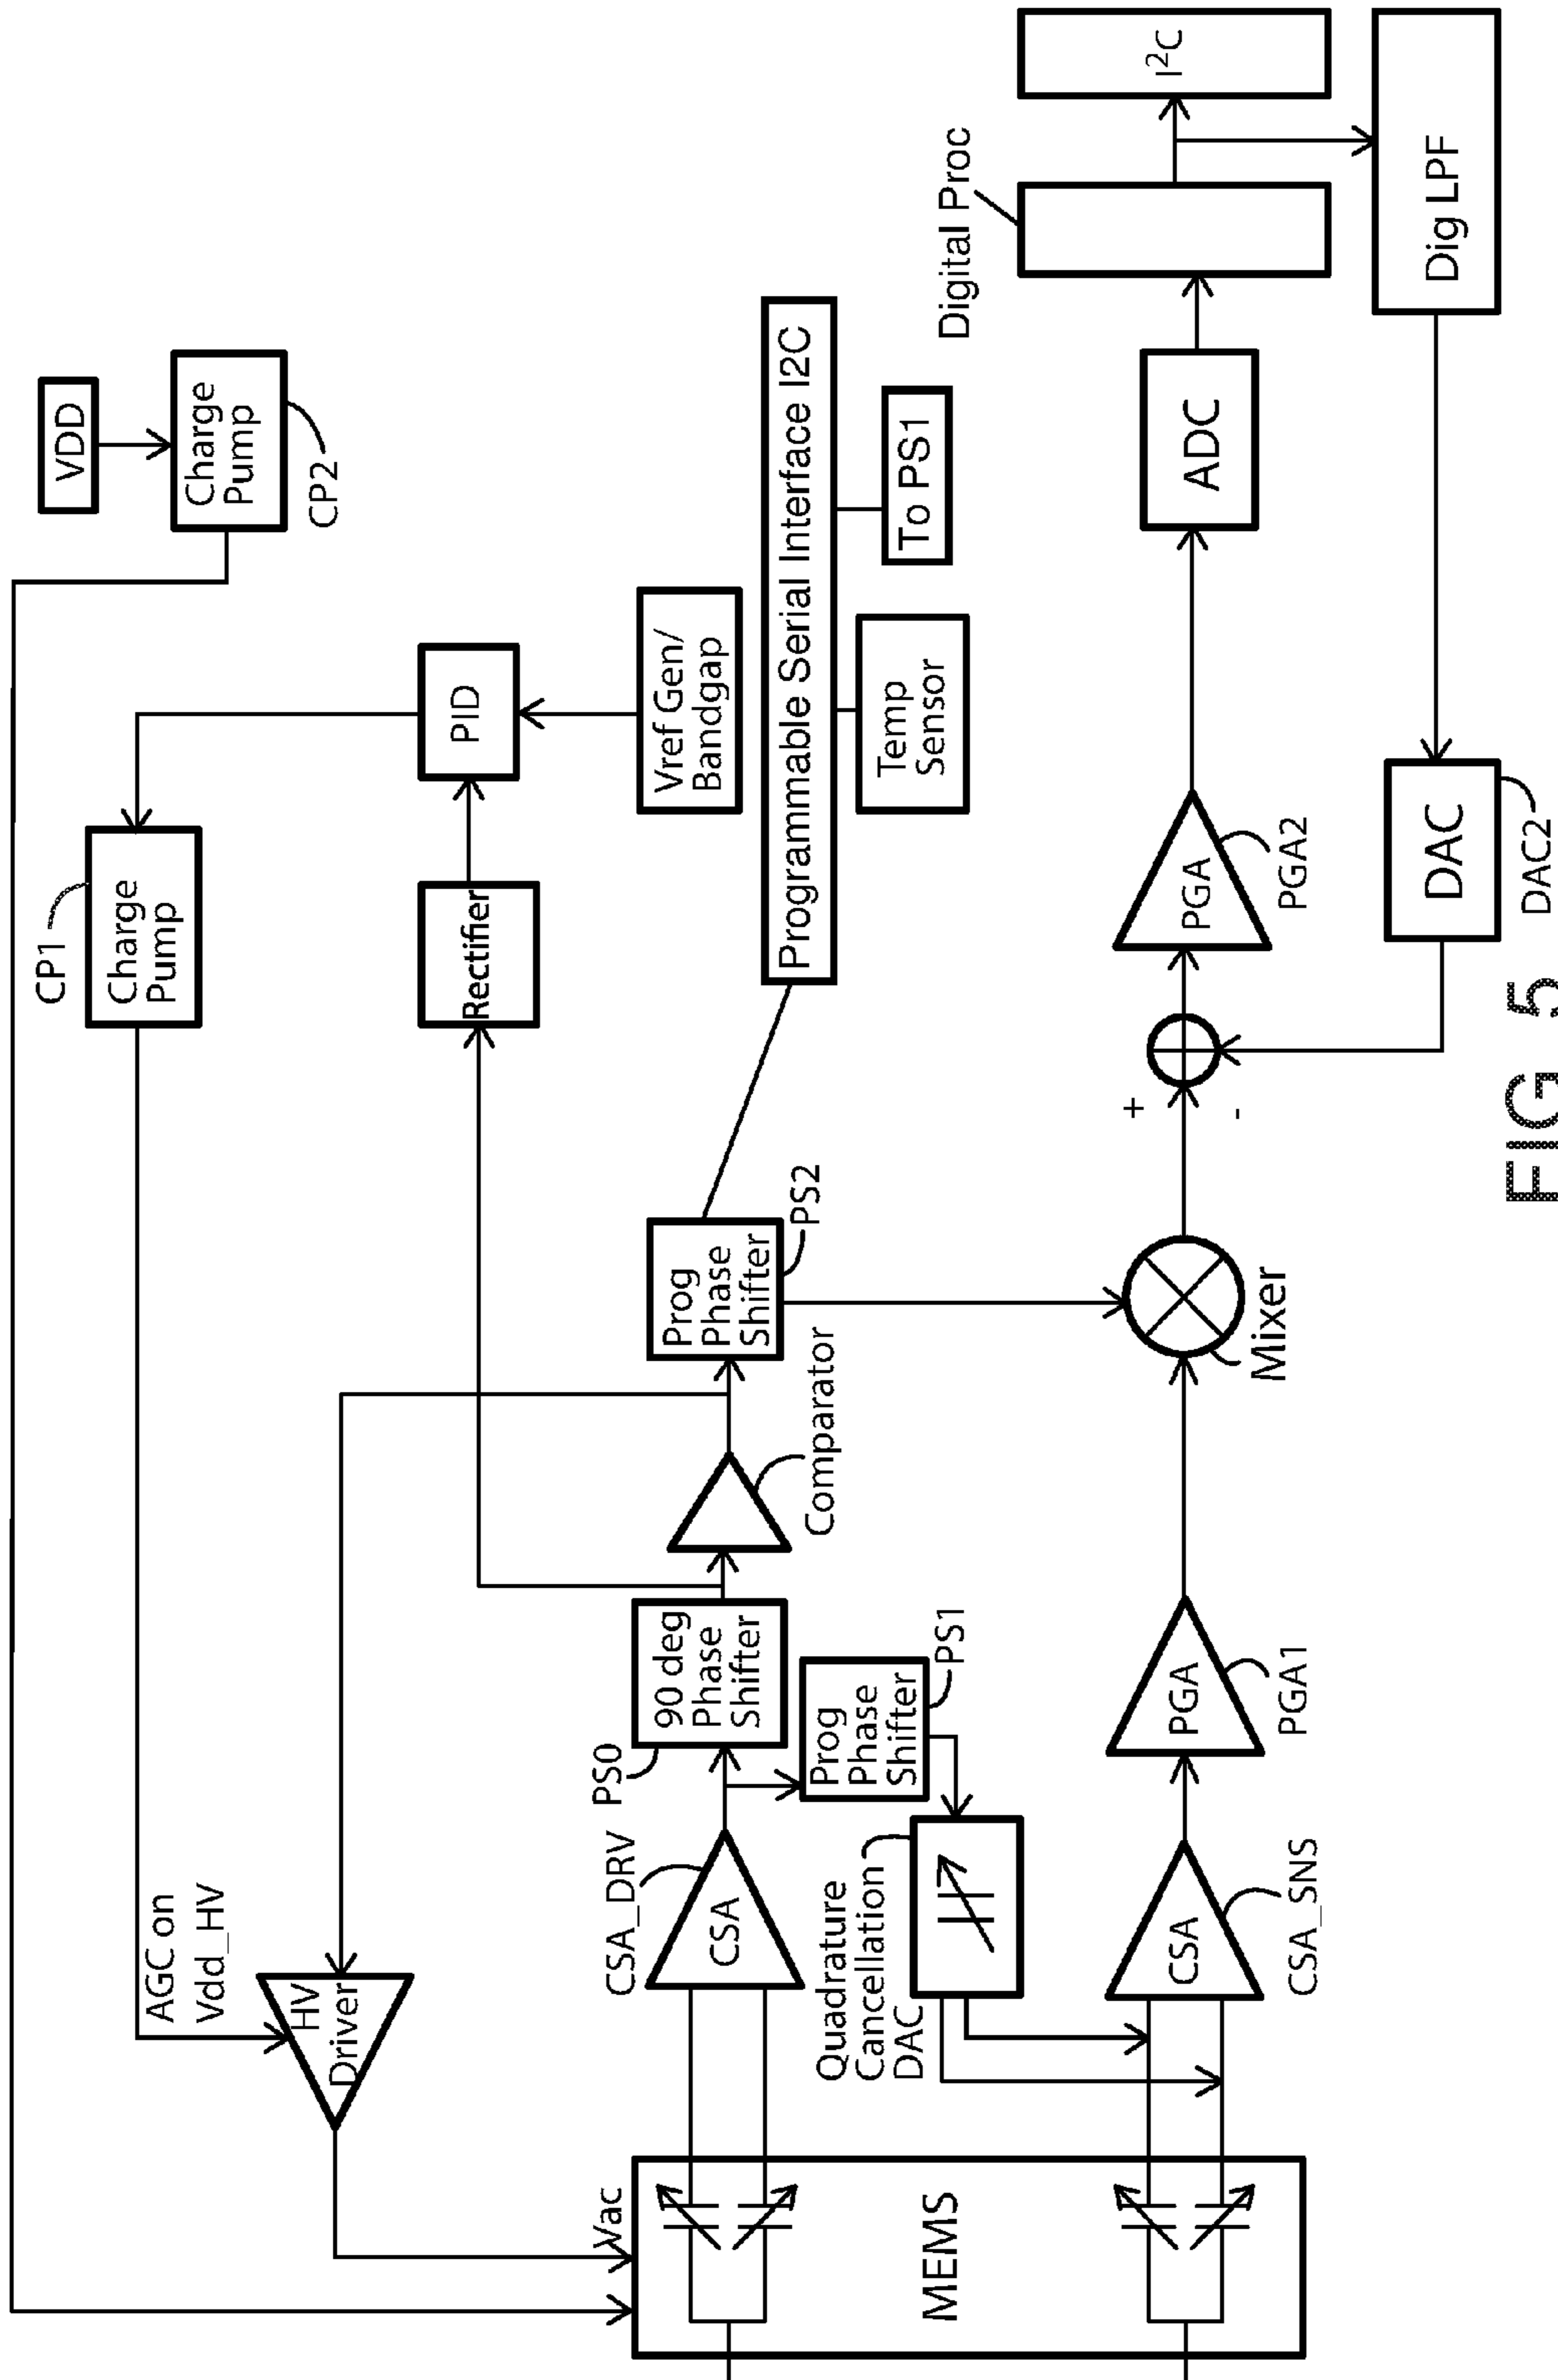 VDD
Charge
Pump
CP2
CP1
Charge
Pump
AGC on
Vdd_HV
HV
Driver
PID
Rectifier
Vref Gen/
Bandgap
Programmable Serial Interface I2C
Temp
Sensor
To PS1
Vac
MEMS
CSA
CSA_DRV
PS0
90 deg
Phase
Shifter
Comparator
Prog
Phase
Shifter
PS2
Prog
Phase
Shifter
PS1
Quadrature
Cancellation
DAC
CSA
CSA_SNS
PGA
PGA1
Mixer
+
-
PGA
PGA2
ADC
Digital Proc
I²C
Dig LPF
DAC
DAC2
FIG 5